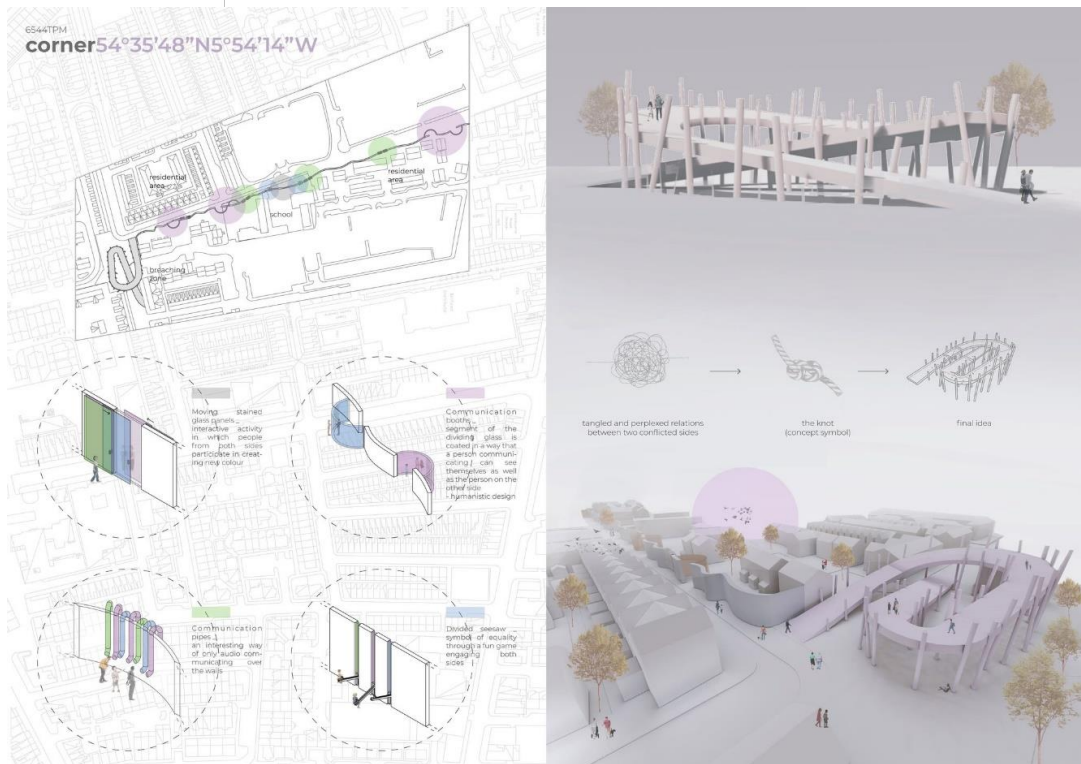 6544TPM
corner54°35'48"N5°54'14"W
residential
area
residential
area
school
breaching
zone
Moving stained
glass panels
interactive activity
in which people
from both sides
participate in creat-
ing new colour
Communication
booth
segment of the
dividing glass is
coated in a way that
a person communi-
cating can see
themselves as well
as the person on the
other side
- humanistic design
Communication
pipes
an interesting way
of only audio com-
municating over
the walls
Divided seesaw
symbol of equality
through a fun game
engaging both
sides
tangled and perplexed relations
between two conflicted sides
the knot
(concept symbol)
final idea